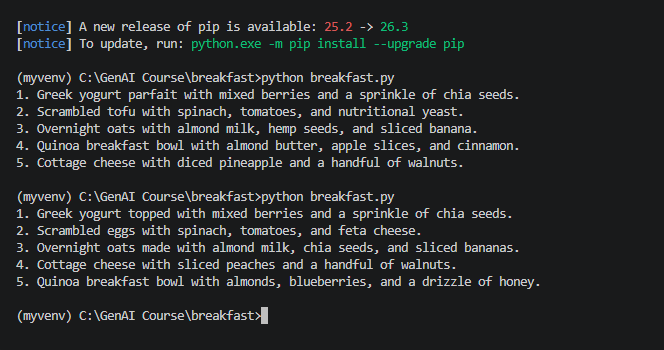 [notice] A new release of pip is available: 25.2 -> 26.3
[notice] To update, run: python.exe -m pip install --upgrade pip
(myvenv) C:\GenAI Course\breakfast>python breakfast.py
1. Greek yogurt parfait with mixed berries and a sprinkle of chia seeds.
2. Scrambled tofu with spinach, tomatoes, and nutritional yeast.
3. Overnight oats with almond milk, hemp seeds, and sliced banana.
4. Quinoa breakfast bowl with almond butter, apple slices, and cinnamon.
5. Cottage cheese with diced pineapple and a handful of walnuts.
(myvenv) C:\GenAI Course\breakfast>python breakfast.py
1. Greek yogurt topped with mixed berries and a sprinkle of chia seeds.
2. Scrambled eggs with spinach, tomatoes, and feta cheese.
3. Overnight oats made with almond milk, chia seeds, and sliced bananas.
4. Cottage cheese with sliced peaches and a handful of walnuts.
5. Quinoa breakfast bowl with almonds, blueberries, and a drizzle of honey.
(myvenv) C:\GenAI Course\breakfast>